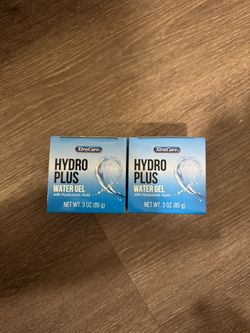 XtraCare
HYDRO
PLUS
WATER GEL
with Hyaluronic Acid
NET WT. 3 OZ (85 g)
XtraCare
HYDRO
PLUS
WATER GEL
with Hyaluronic Acid
NET WT. 3 OZ (85 g)